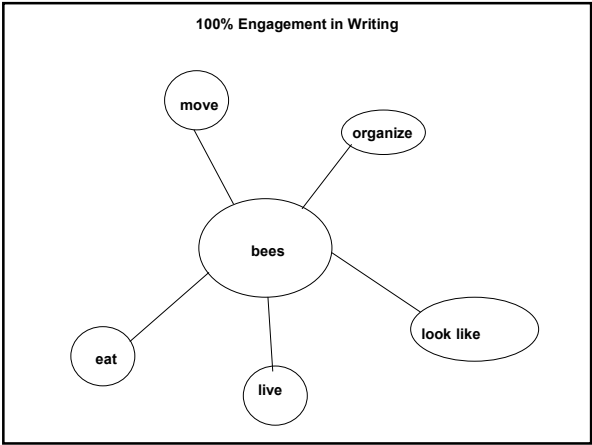 100% Engagement in Writing
move
organize
bees
look like
eat
live